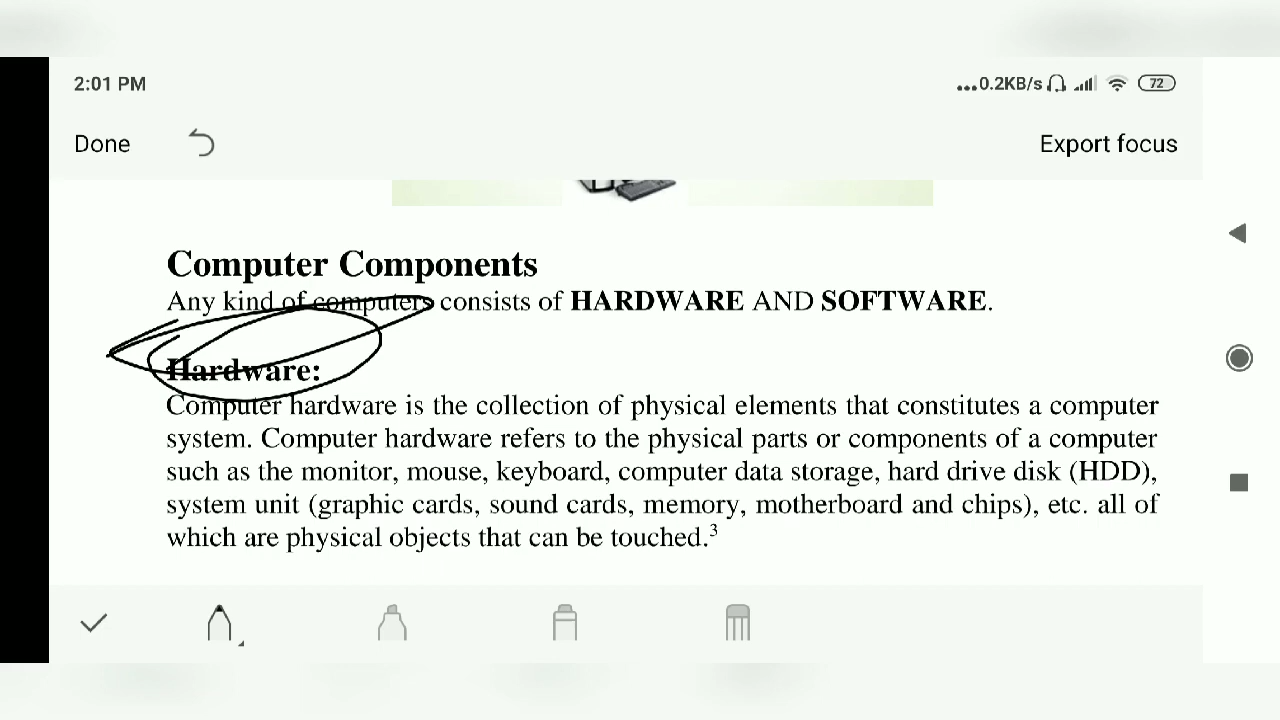 2:01 PM
...0.2KB/s
72
Done
Export focus
Computer Components
Any kind of computers consists of HARDWARE AND SOFTWARE.
Hardware:
Computer hardware is the collection of physical elements that constitutes a computer
system. Computer hardware refers to the physical parts or components of a computer
such as the monitor, mouse, keyboard, computer data storage, hard drive disk (HDD),
system unit (graphic cards, sound cards, memory, motherboard and chips), etc. all of
which are physical objects that can be touched.³